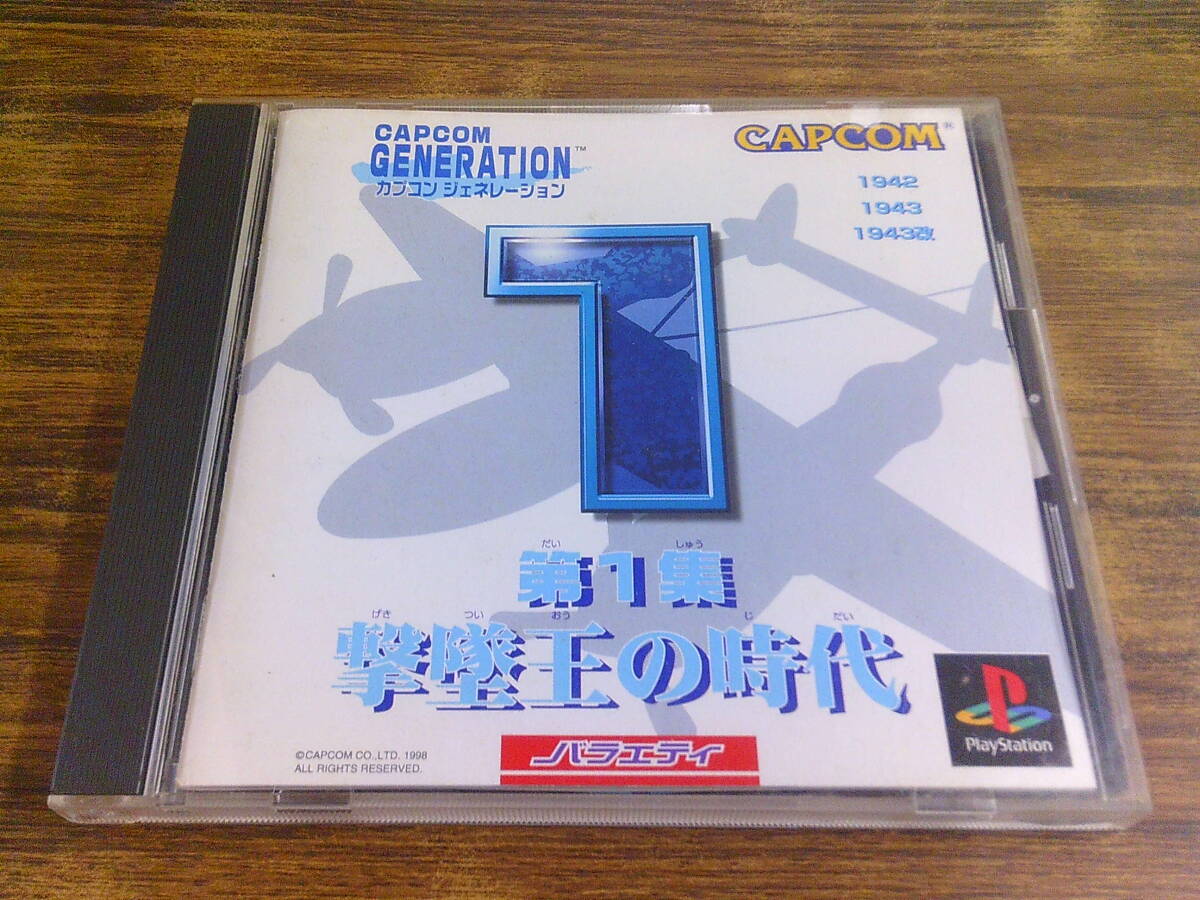 CAPCOM
GENERATION™
カプコン ジェネレーション
CAPCOM®
1942
1943
1943改
だい しゅう
第1集
げき つい おう じ だい
撃墜王の時代
©CAPCOM CO.,LTD. 1998
ALL RIGHTS RESERVED.
バラエティ
PlayStation